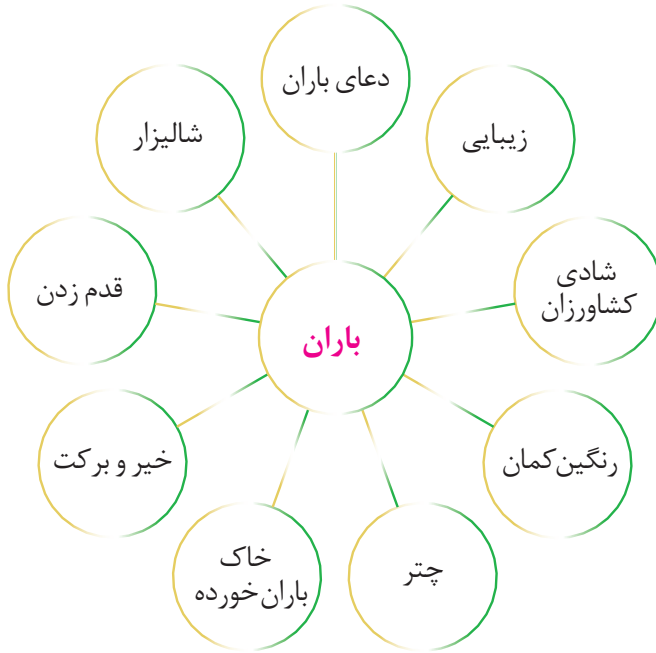 دعای باران
زیبایی
شالیزار
شادی
کشاورزان
قدم زدن
باران
رنگین‌کمان
خیر و برکت
چتر
خاک
باران‌خورده